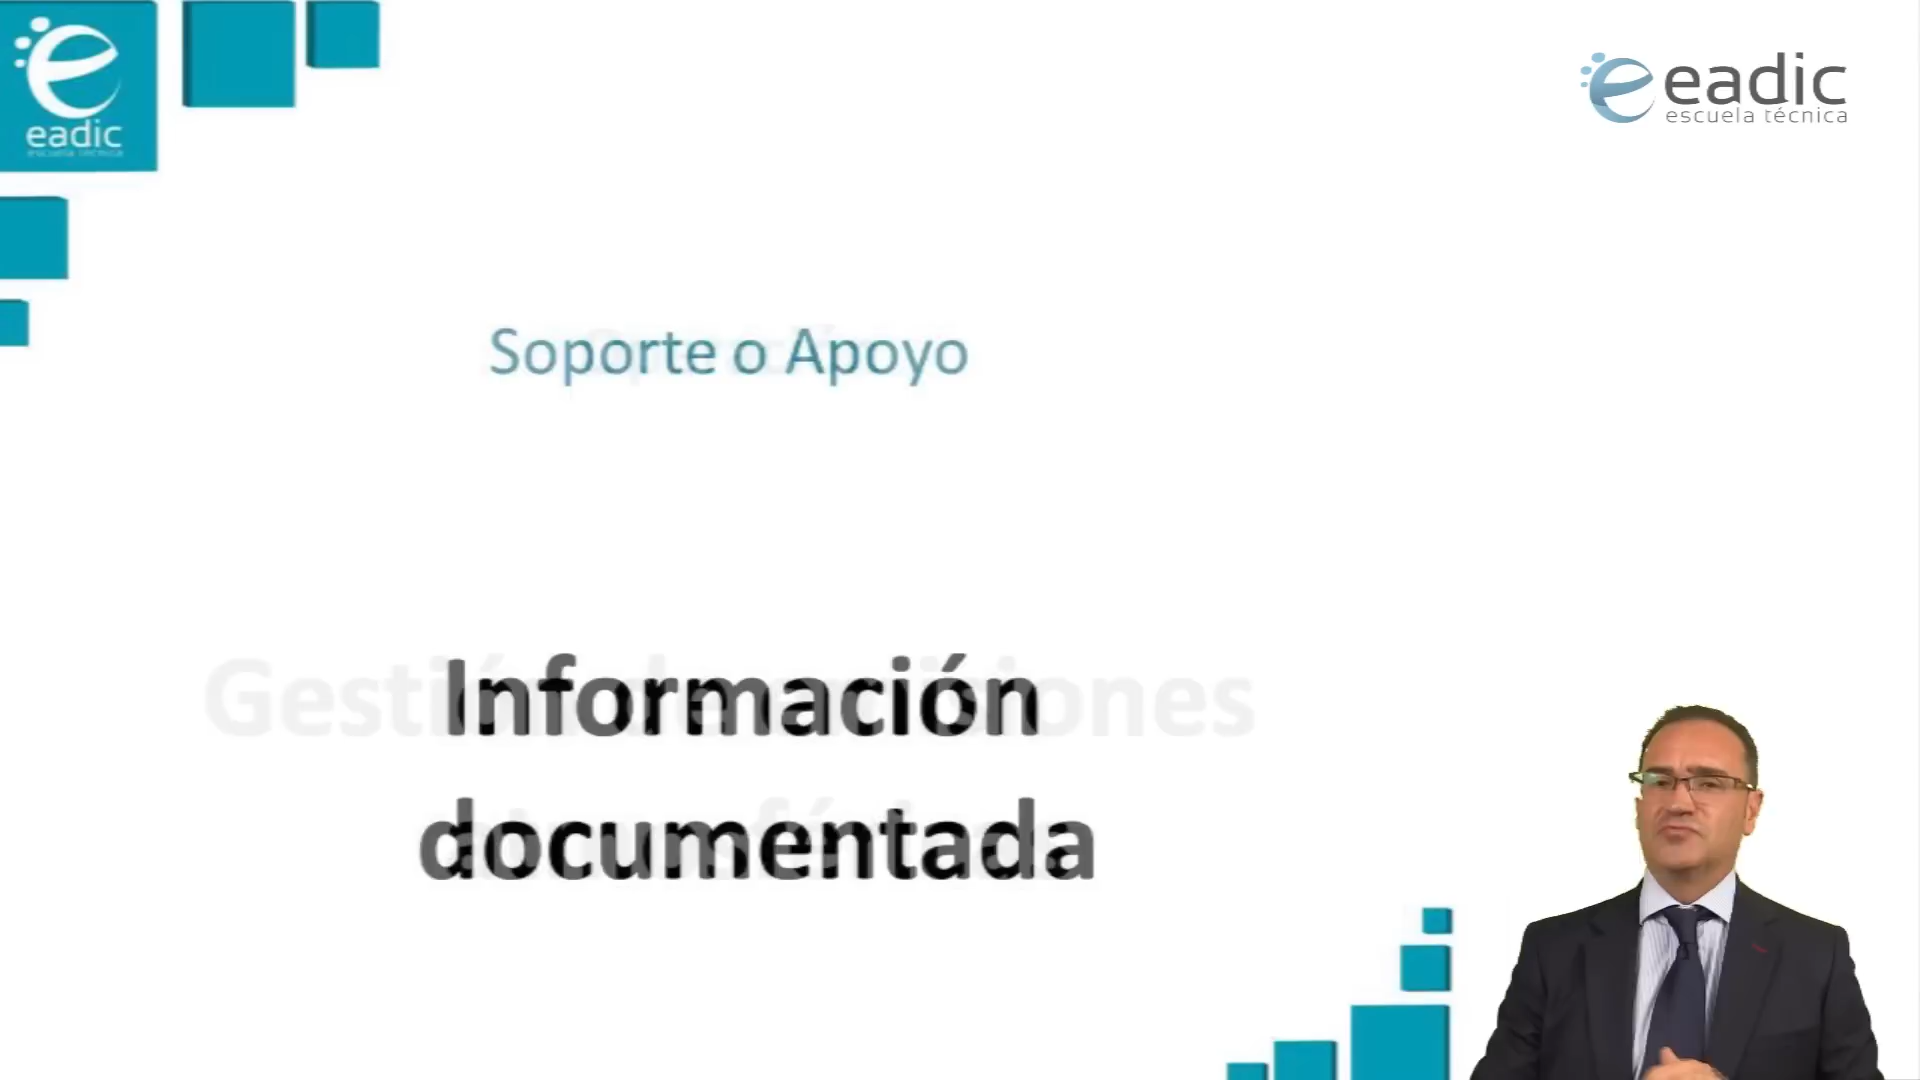 eadic
escuela técnica
eadic
escuela técnica
Soporte o Apoyo
Información
documentada